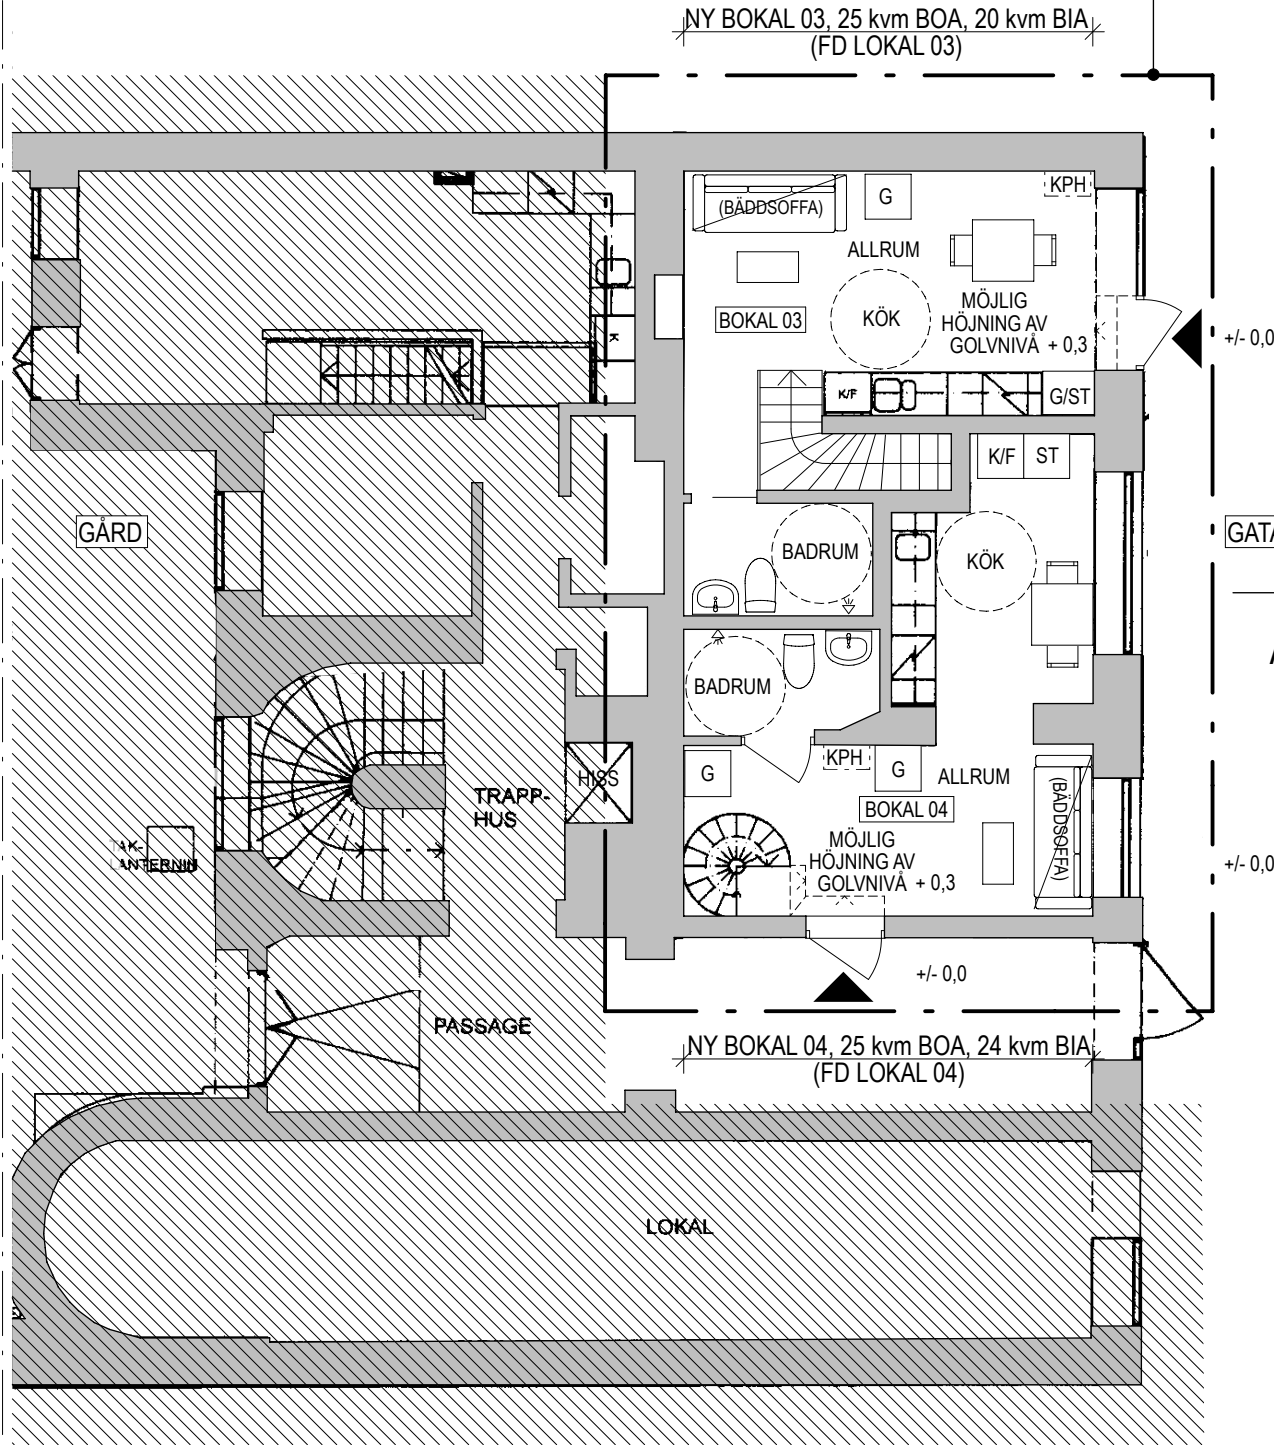 NY BOKAL 03, 25 kvm BOA, 20 kvm BIA
(FD LOKAL 03)
KPH
(BÄDDSOFFA)
G
ALLRUM
BOKAL 03
KÖK
MÖJLIG
HÖJNING AV
GOLVNIVÅ + 0,3
+/- 0,0
K
K/F
G/ST
K/F
ST
GÅRD
GATA
BADRUM
KÖK
BADRUM
KPH
G
G
ALLRUM
HISS
TRAPP-
HUS
BOKAL 04
(BÄDDSOFFA)
MÖJLIG
HÖJNING AV
GOLVNIVÅ + 0,3
TAK-
LANTERNIN
+/- 0,0
+/- 0,0
PASSAGE
NY BOKAL 04, 25 kvm BOA, 24 kvm BIA
(FD LOKAL 04)
LOKAL